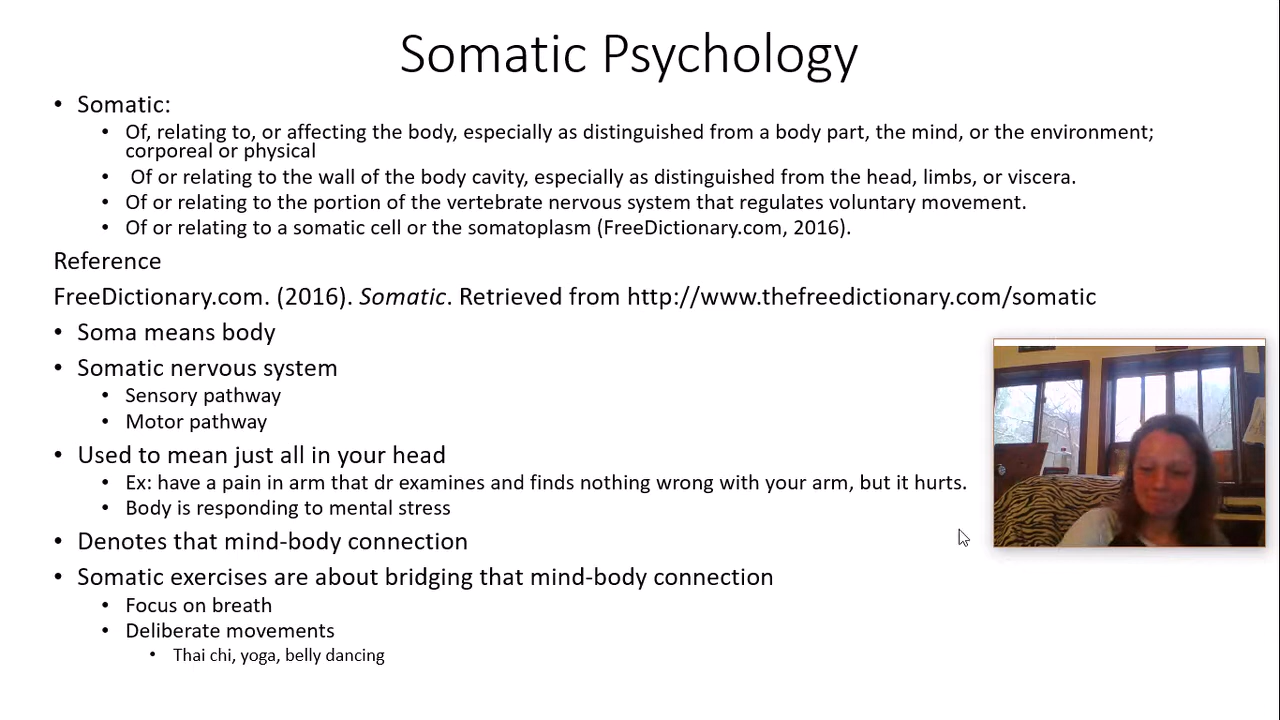 Somatic Psychology
• Somatic:
• Of, relating to, or affecting the body, especially as distinguished from a body part, the mind, or the environment;
corporeal or physical
• Of or relating to the wall of the body cavity, especially as distinguished from the head, limbs, or viscera.
• Of or relating to the portion of the vertebrate nervous system that regulates voluntary movement.
• Of or relating to a somatic cell or the somatoplasm (FreeDictionary.com, 2016).
Reference
FreeDictionary.com. (2016). Somatic. Retrieved from http://www.thefreedictionary.com/somatic
• Soma means body
• Somatic nervous system
• Sensory pathway
• Motor pathway
• Used to mean just all in your head
• Ex: have a pain in arm that dr examines and finds nothing wrong with your arm, but it hurts.
• Body is responding to mental stress
• Denotes that mind-body connection
• Somatic exercises are about bridging that mind-body connection
• Focus on breath
• Deliberate movements
• Thai chi, yoga, belly dancing